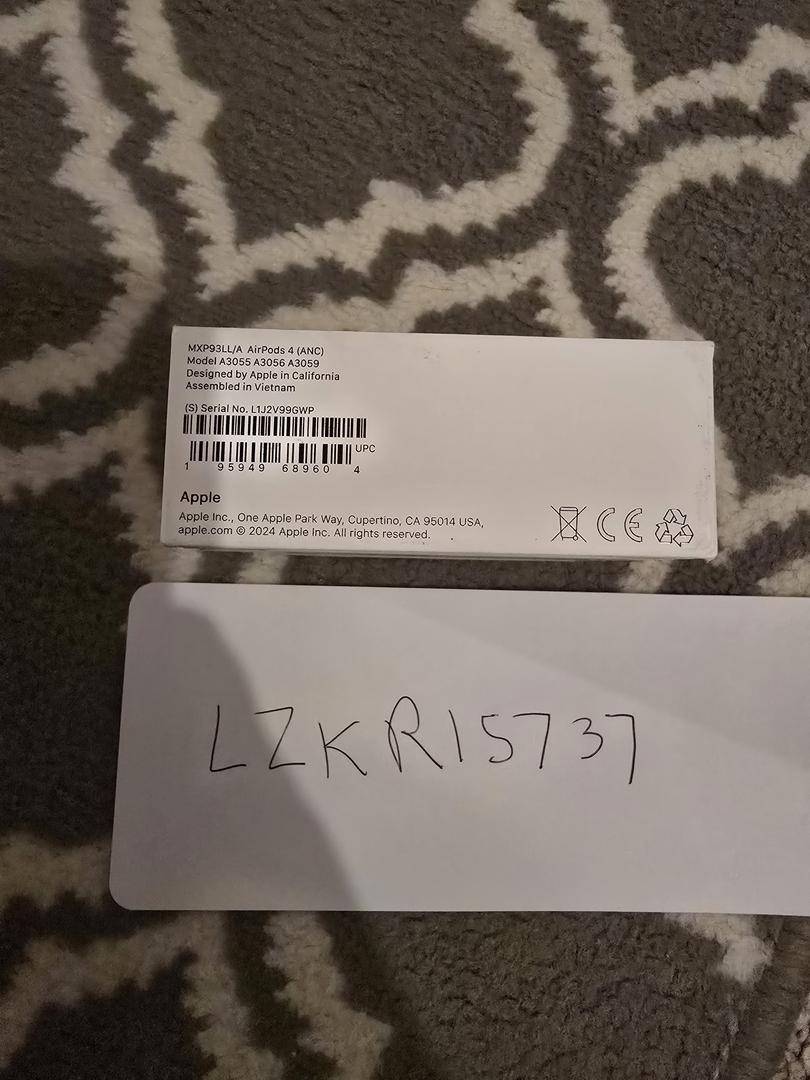 MXP93LL/A AirPods 4 (ANC)
Model A3055 A3056 A3059
Designed by Apple in California
Assembled in Vietnam
(S) Serial No. L1J2V99GWP
UPC
1 95949 68960 4
Apple
Apple Inc., One Apple Park Way, Cupertino, CA 95014 USA,
apple.com © 2024 Apple Inc. All rights reserved.
CE
LZKR15737